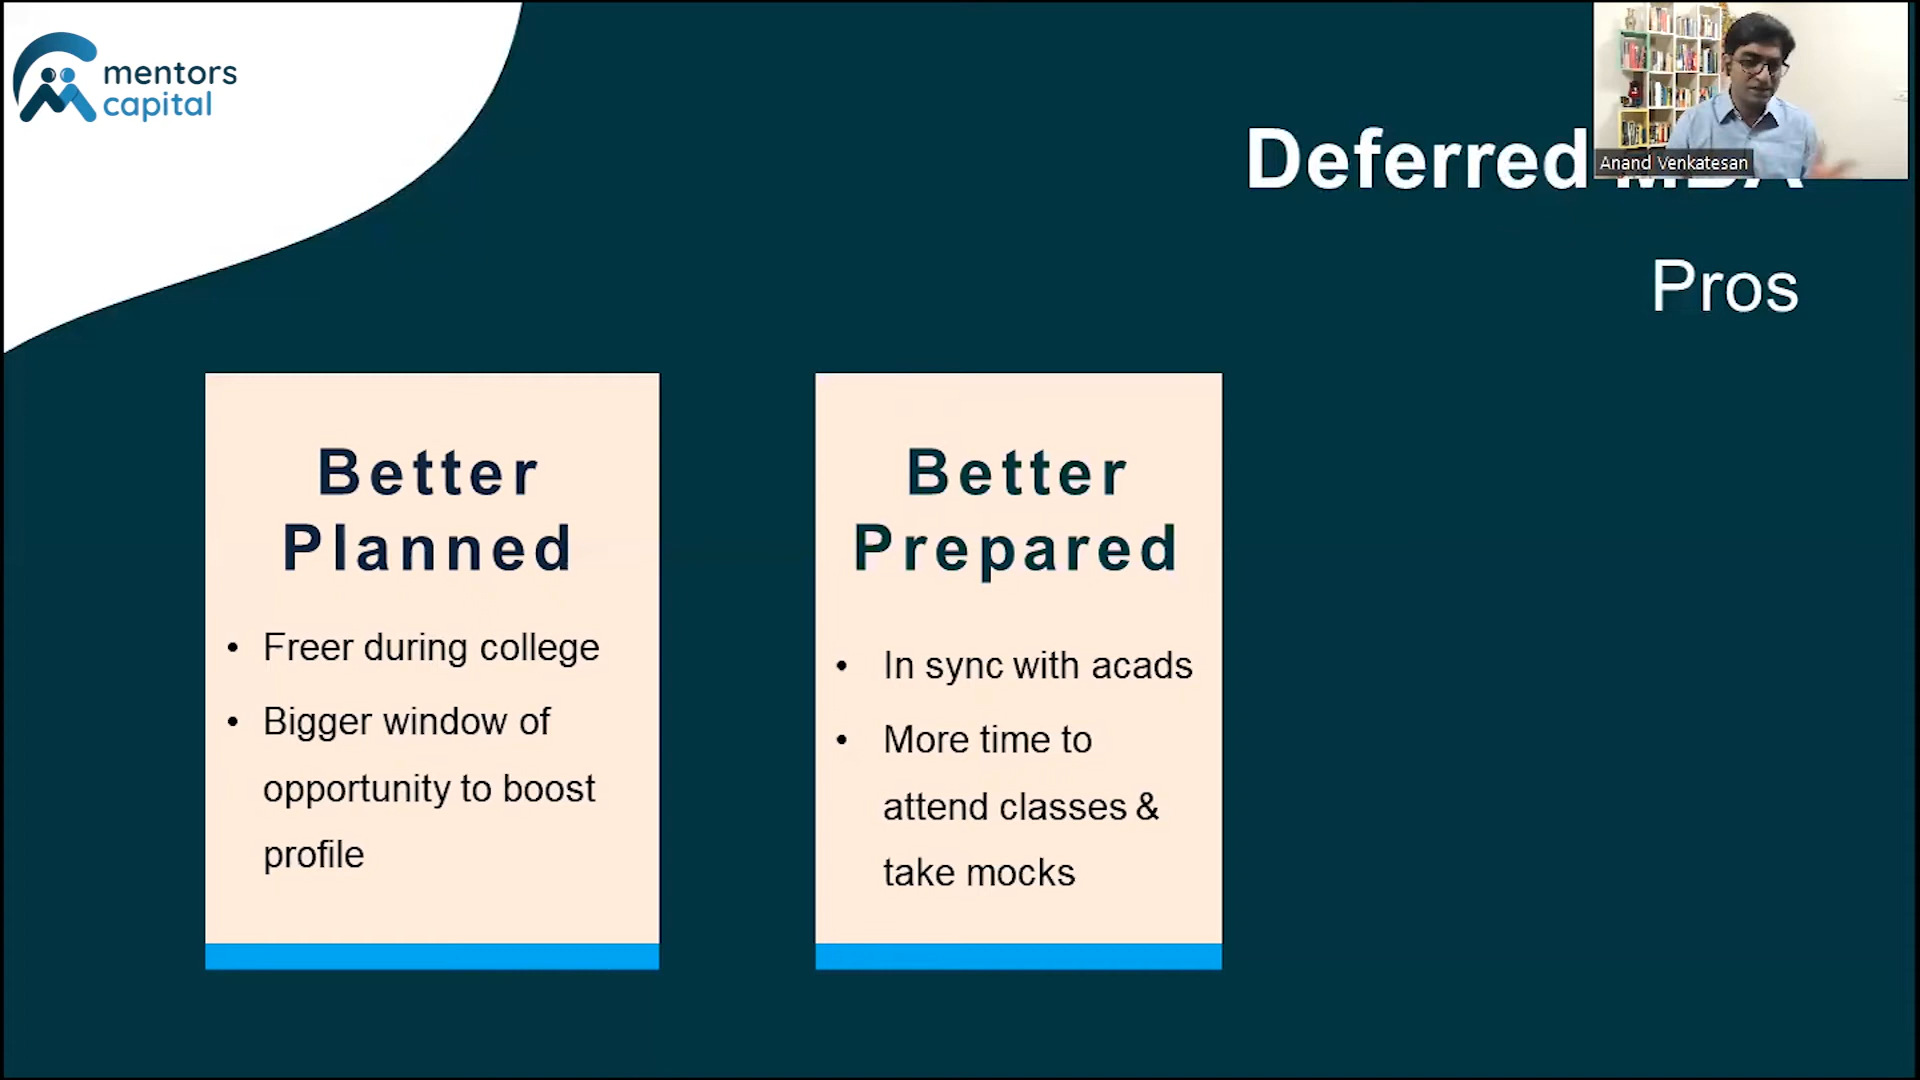 mentors
capital
Deferred MBA
Anand Venkatesan
Pros
Better
Planned
• Freer during college
• Bigger window of
opportunity to boost
profile
Better
Prepared
• In sync with acads
• More time to
attend classes &
take mocks